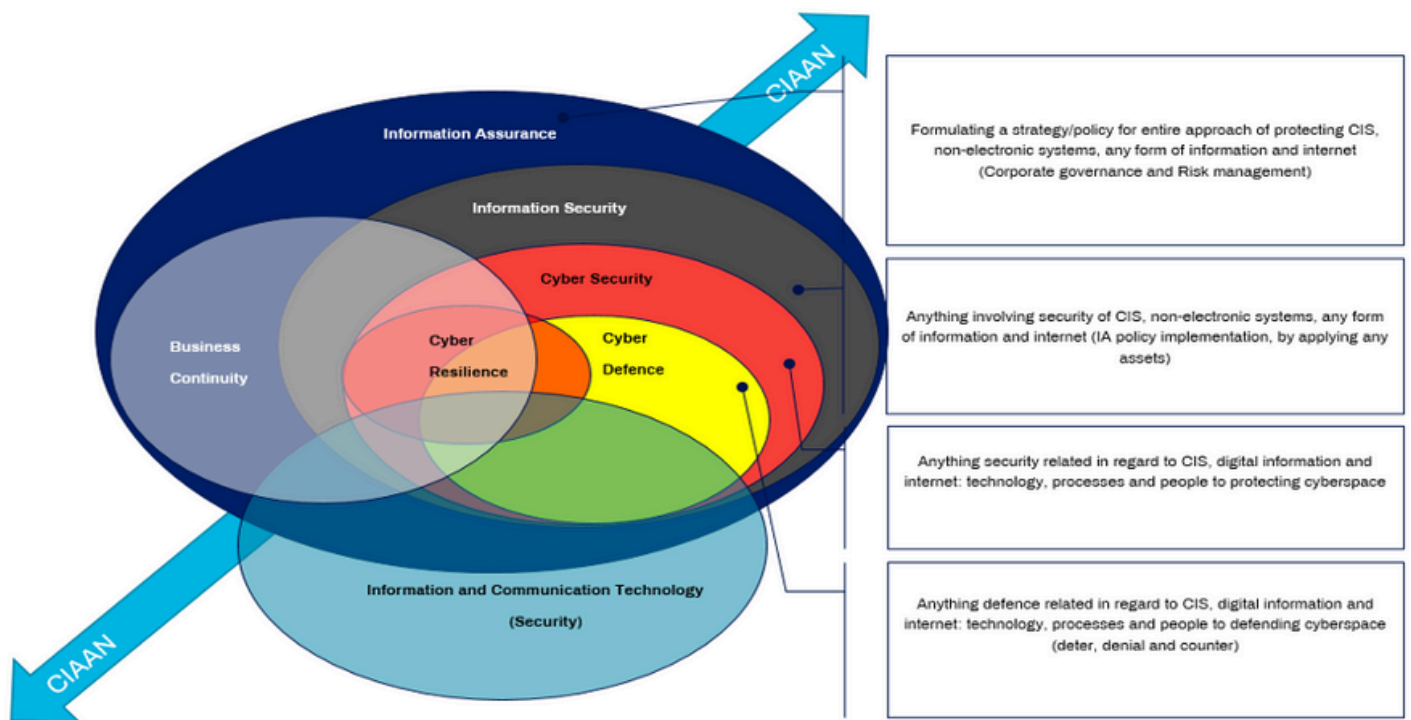 CIAAN
Information Assurance
Information Security
Cyber Security
Business
Continuity
Cyber
Resilience
Cyber
Defence
Information and Communication Technology
(Security)
CIAAN
Formulating a strategy/policy for entire approach of protecting CIS,
non-electronic systems, any form of information and internet
(Corporate governance and Risk management)
Anything involving security of CIS, non-electronic systems, any form
of information and internet (IA policy implementation, by applying any
assets)
Anything security related in regard to CIS, digital information and
internet: technology, processes and people to protecting cyberspace
Anything defence related in regard to CIS, digital information and
internet: technology, processes and people to defending cyberspace
(deter, denial and counter)